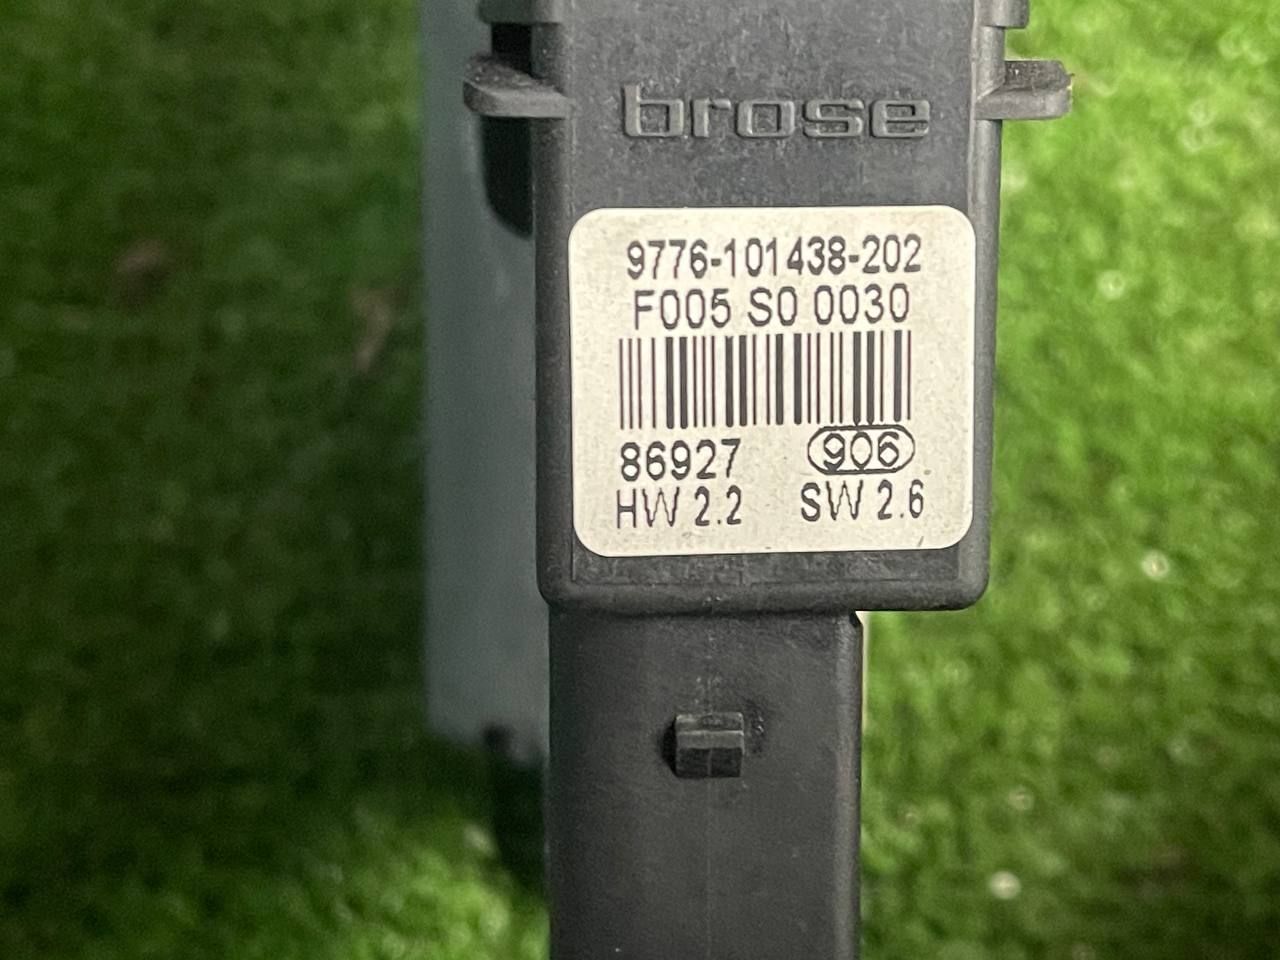 brose
9776-101438-202
F005 S0 0030
86927 906
HW 2.2 SW 2.6